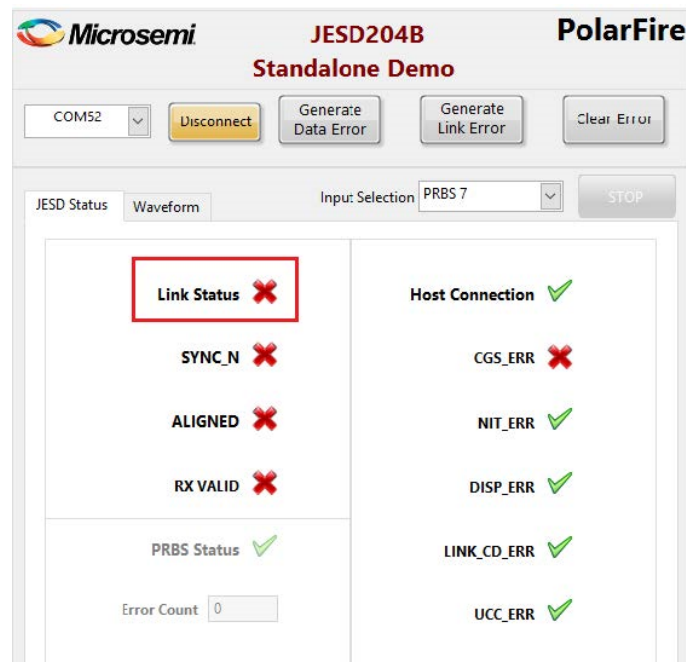 Microsemi
JESD204B
Standalone Demo
PolarFire
COM52
Disconnect
Generate
Data Error
Generate
Link Error
Clear Error
JESD Status
Waveform
Input Selection
PRBS 7
STOP
Link Status
Host Connection
SYNC_N
CGS_ERR
ALIGNED
NIT_ERR
RX VALID
DISP_ERR
PRBS Status
LINK_CD_ERR
Error Count
0
UCC_ERR